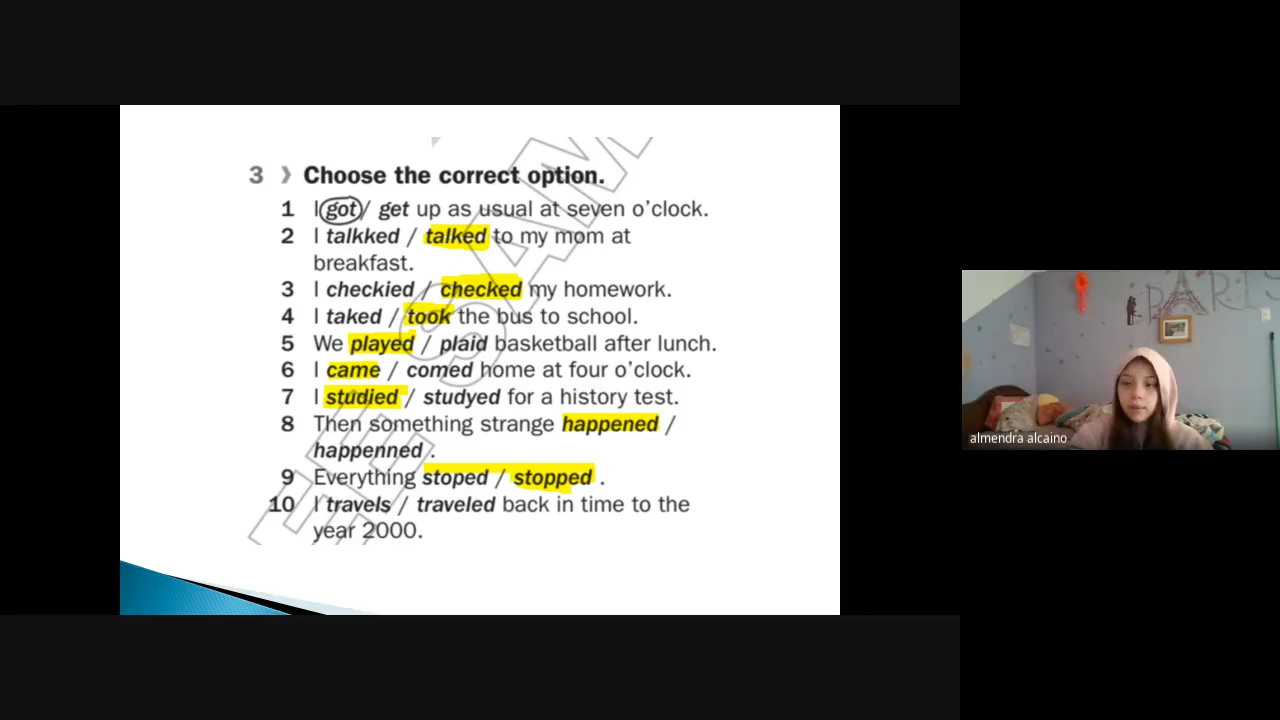 3 ❯ Choose the correct option.
1 I got / get up as usual at seven o'clock.
2 I talkked / talked to my mom at
breakfast.
3 I checkied / checked my homework.
4 I taked / took the bus to school.
5 We played / plaid basketball after lunch.
6 I came / comed home at four o'clock.
7 I studied / studyed for a history test.
8 Then something strange happened /
happenned .
9 Everything stoped / stopped .
10 I travels / traveled back in time to the
year 2000.
PARIS
almendra alcaino